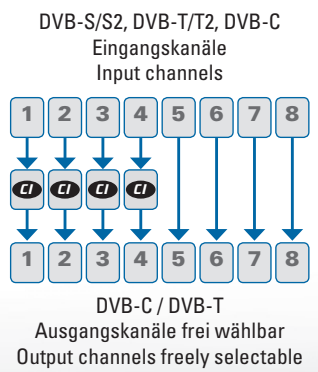 DVB-S/S2, DVB-T/T2, DVB-C
Eingangskanäle
Input channels
1 2 3 4 5 6 7 8
CI CI CI CI
1 2 3 4 5 6 7 8
DVB-C / DVB-T
Ausgangskanäle frei wählbar
Output channels freely selectable